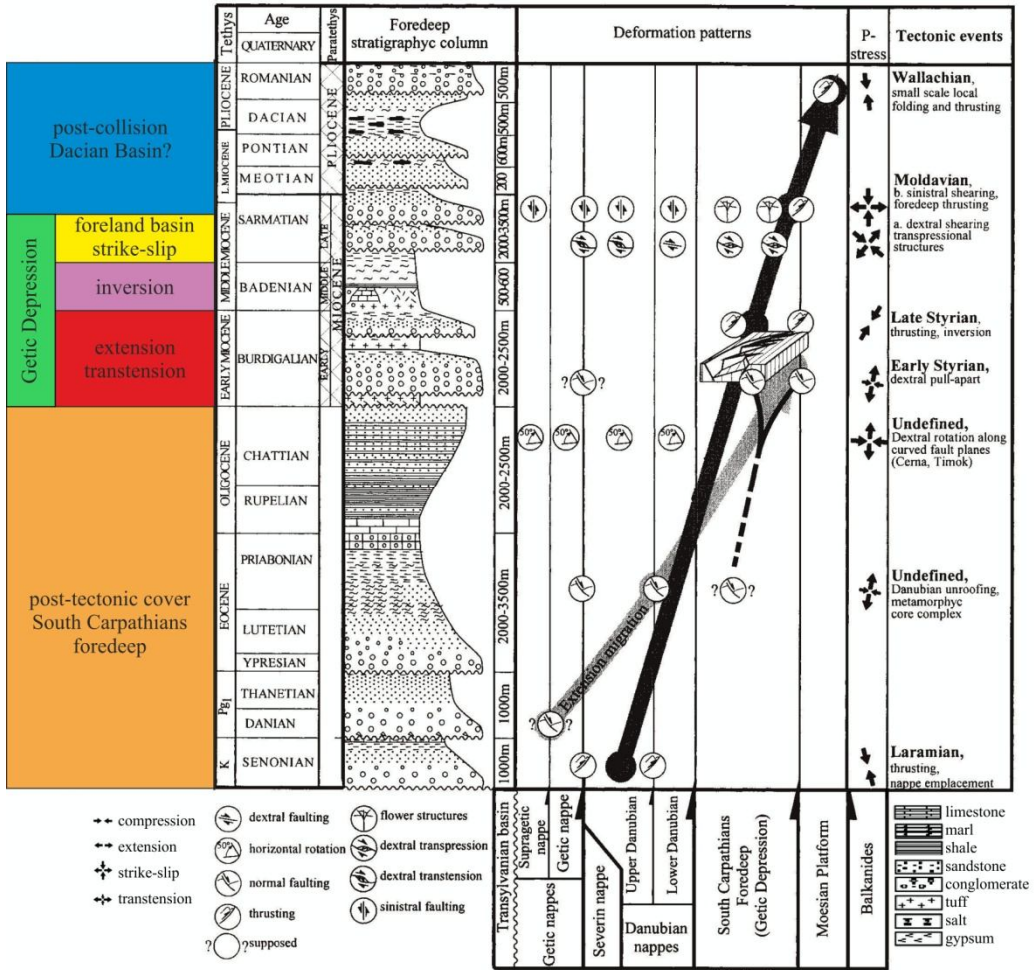 Tethys
Age
QUATERNARY
Paratethys
Foredeep
stratigraphyc column
Deformation patterns
P-
stress
Tectonic events
post-collision
Dacian Basin?
Getic Depression
foreland basin
strike-slip
inversion
extension
transtension
post-tectonic cover
South Carpathians
foredeep
PLIOCENE
L.MIOCENE
MIDDLE MIOCENE
EARLY MIOCENE
OLIGOCENE
EOCENE
Pg1
K
ROMANIAN
DACIAN
PONTIAN
MEOTIAN
SARMATIAN
BADENIAN
BURDIGALIAN
CHATTIAN
RUPELIAN
PRIABONIAN
LUTETIAN
YPRESIAN
THANETIAN
DANIAN
SENONIAN
PLIOCENE
MIOCENE
LATE
MIDDLE
EARLY
500m
500m
600m
200
2000-3500m
500-600
2000-2500m
2000-2500m
2000-3500m
1000m
1000m
? ?
50° 50° 50° 50°
? ?
? ?
Extension migration
Wallachian,
small scale local
folding and thrusting
Moldavian,
b. sinistral shearing,
foredeep thrusting
a. dextral shearing
transpressional
structures
Late Styrian,
thrusting, inversion
Early Styrian,
dextral pull-apart
Undefined,
Dextral rotation along
curved fault planes
(Cerna, Timok)
Undefined,
Danubian unroofing,
metamorphyc
core complex
Laramian,
thrusting,
nappe emplacement
compression
extension
strike-slip
transtension
dextral faulting
50°
horizontal rotation
normal faulting
thrusting
? ? supposed
flower structures
dextral transpression
dextral transtension
sinistral faulting
Transylvanian basin
Supragetic
nappe
Getic nappe
Getic nappes
Severin nappe
Upper Danubian
Lower Danubian
Danubian
nappes
South Carpathians
Foredeep
(Getic Depression)
Moesian Platform
Balkanides
limestone
marl
shale
sandstone
conglomerate
tuff
salt
gypsum